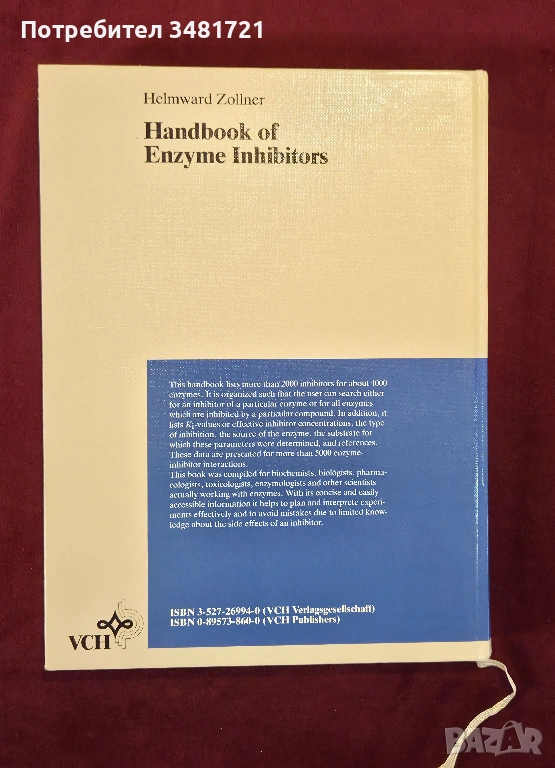 Потребител 3481721
Helmward Zollner
Handbook of
Enzyme Inhibitors
This handbook lists more than 2000 inhibitors for about 1000
enzymes. It is organized such that the user can search either
for an inhibitor of a particular enzyme or for all enzymes
which are inhibited by a particular compound. In addition, it
lists Ki-values or effective inhibitor concentrations, the type
of inhibition, the source of the enzyme, the substrate for
which these parameters were determined, and references.
These data are presented for more than 5000 enzyme-
inhibitor interactions.
This book was compiled for biochemists, biologists, pharma-
cologists, toxicologists, enzymologists and other scientists
actually working with enzymes. With its concise and easily
accessible information it helps to plan and interprete experi-
ments effectively and to avoid mistakes due to limited know-
ledge about the side effects of an inhibitor.
ISBN 3-527-26994-0 (VCH Verlagsgesellschaft)
ISBN 0-89573-860-0 (VCH Publishers)
VCH
BAZAR